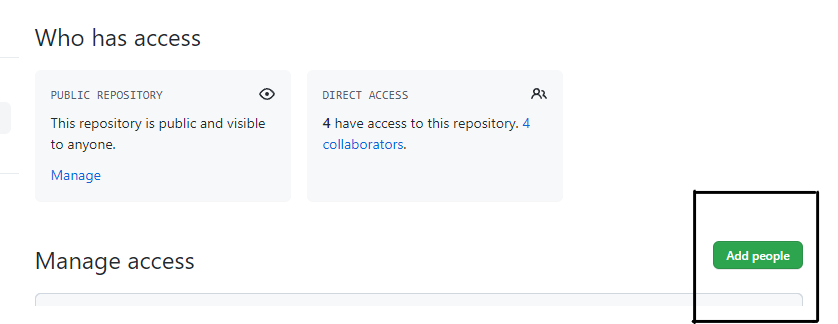 Who has access
PUBLIC REPOSITORY
This repository is public and visible
to anyone.
Manage
DIRECT ACCESS
4 have access to this repository. 4
collaborators.
Manage access
Add people